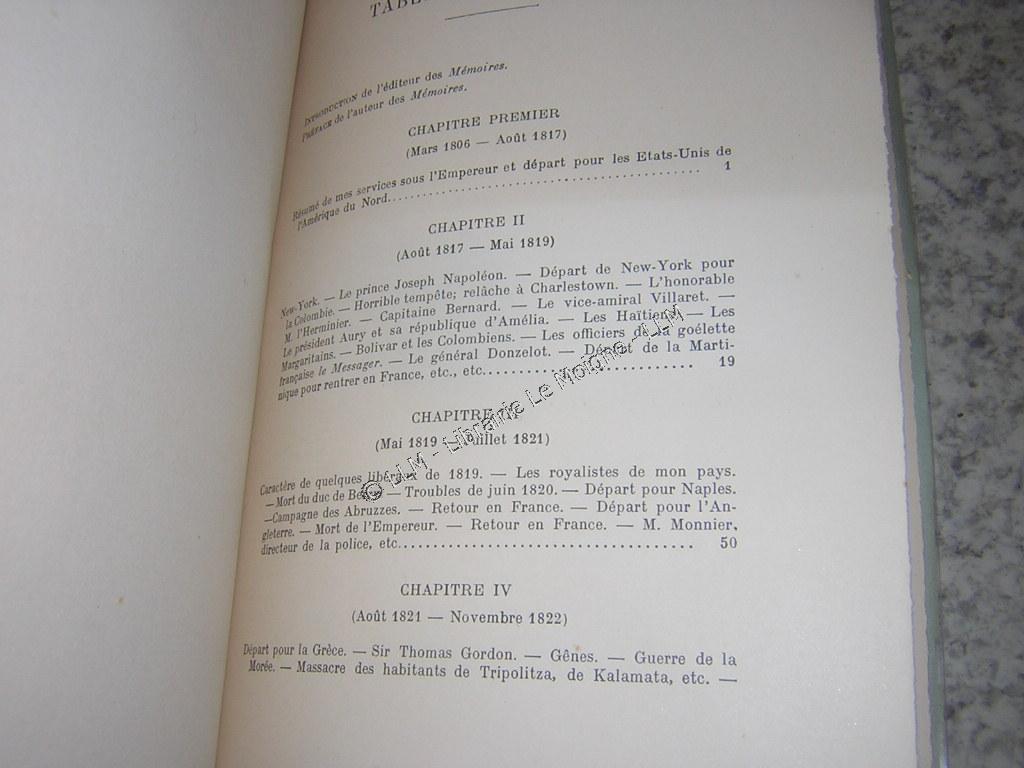 INTRODUCTION de l'éditeur des Mémoires.
PRÉFACE de l'auteur des Mémoires.
CHAPITRE PREMIER
(Mars 1806 — Août 1817)
Résumé de mes services sous l'Empereur et départ pour les Etats-Unis de
l'Amérique du Nord........................................ 1
CHAPITRE II
(Août 1817 — Mai 1819)
New-York. — Le prince Joseph Napoléon. — Départ de New-York pour
la Colombie. — Horrible tempête; relâche à Charlestown. — L'honorable
M. l'Herminier. — Capitaine Bernard. — Le vice-amiral Villaret. —
Le président Aury et sa république d'Amélia. — Les Haïtiens. — Les
Margaritains. — Bolivar et les Colombiens. — Les officiers de la goélette
française le Messager. — Le général Donzelot. — Départ de la Marti-
nique pour rentrer en France, etc., etc........................... 19
CHAPITRE
(Mai 1819 — Juillet 1821)
Caractère de quelques libéraux de 1819. — Les royalistes de mon pays.
— Mort du duc de Berry — Troubles de juin 1820. — Départ pour Naples.
— Campagne des Abruzzes. — Retour en France. — Départ pour l'An-
gleterre. — Mort de l'Empereur. — Retour en France. — M. Monnier,
directeur de la police, etc................................... 50
CHAPITRE IV
(Août 1821 — Novembre 1822)
Départ pour la Grèce. — Sir Thomas Gordon. — Gênes. — Guerre de la
Morée. — Massacre des habitants de Tripolitza, de Kalamata, etc. —
© JLM - Librairie Le Moigne - JLM